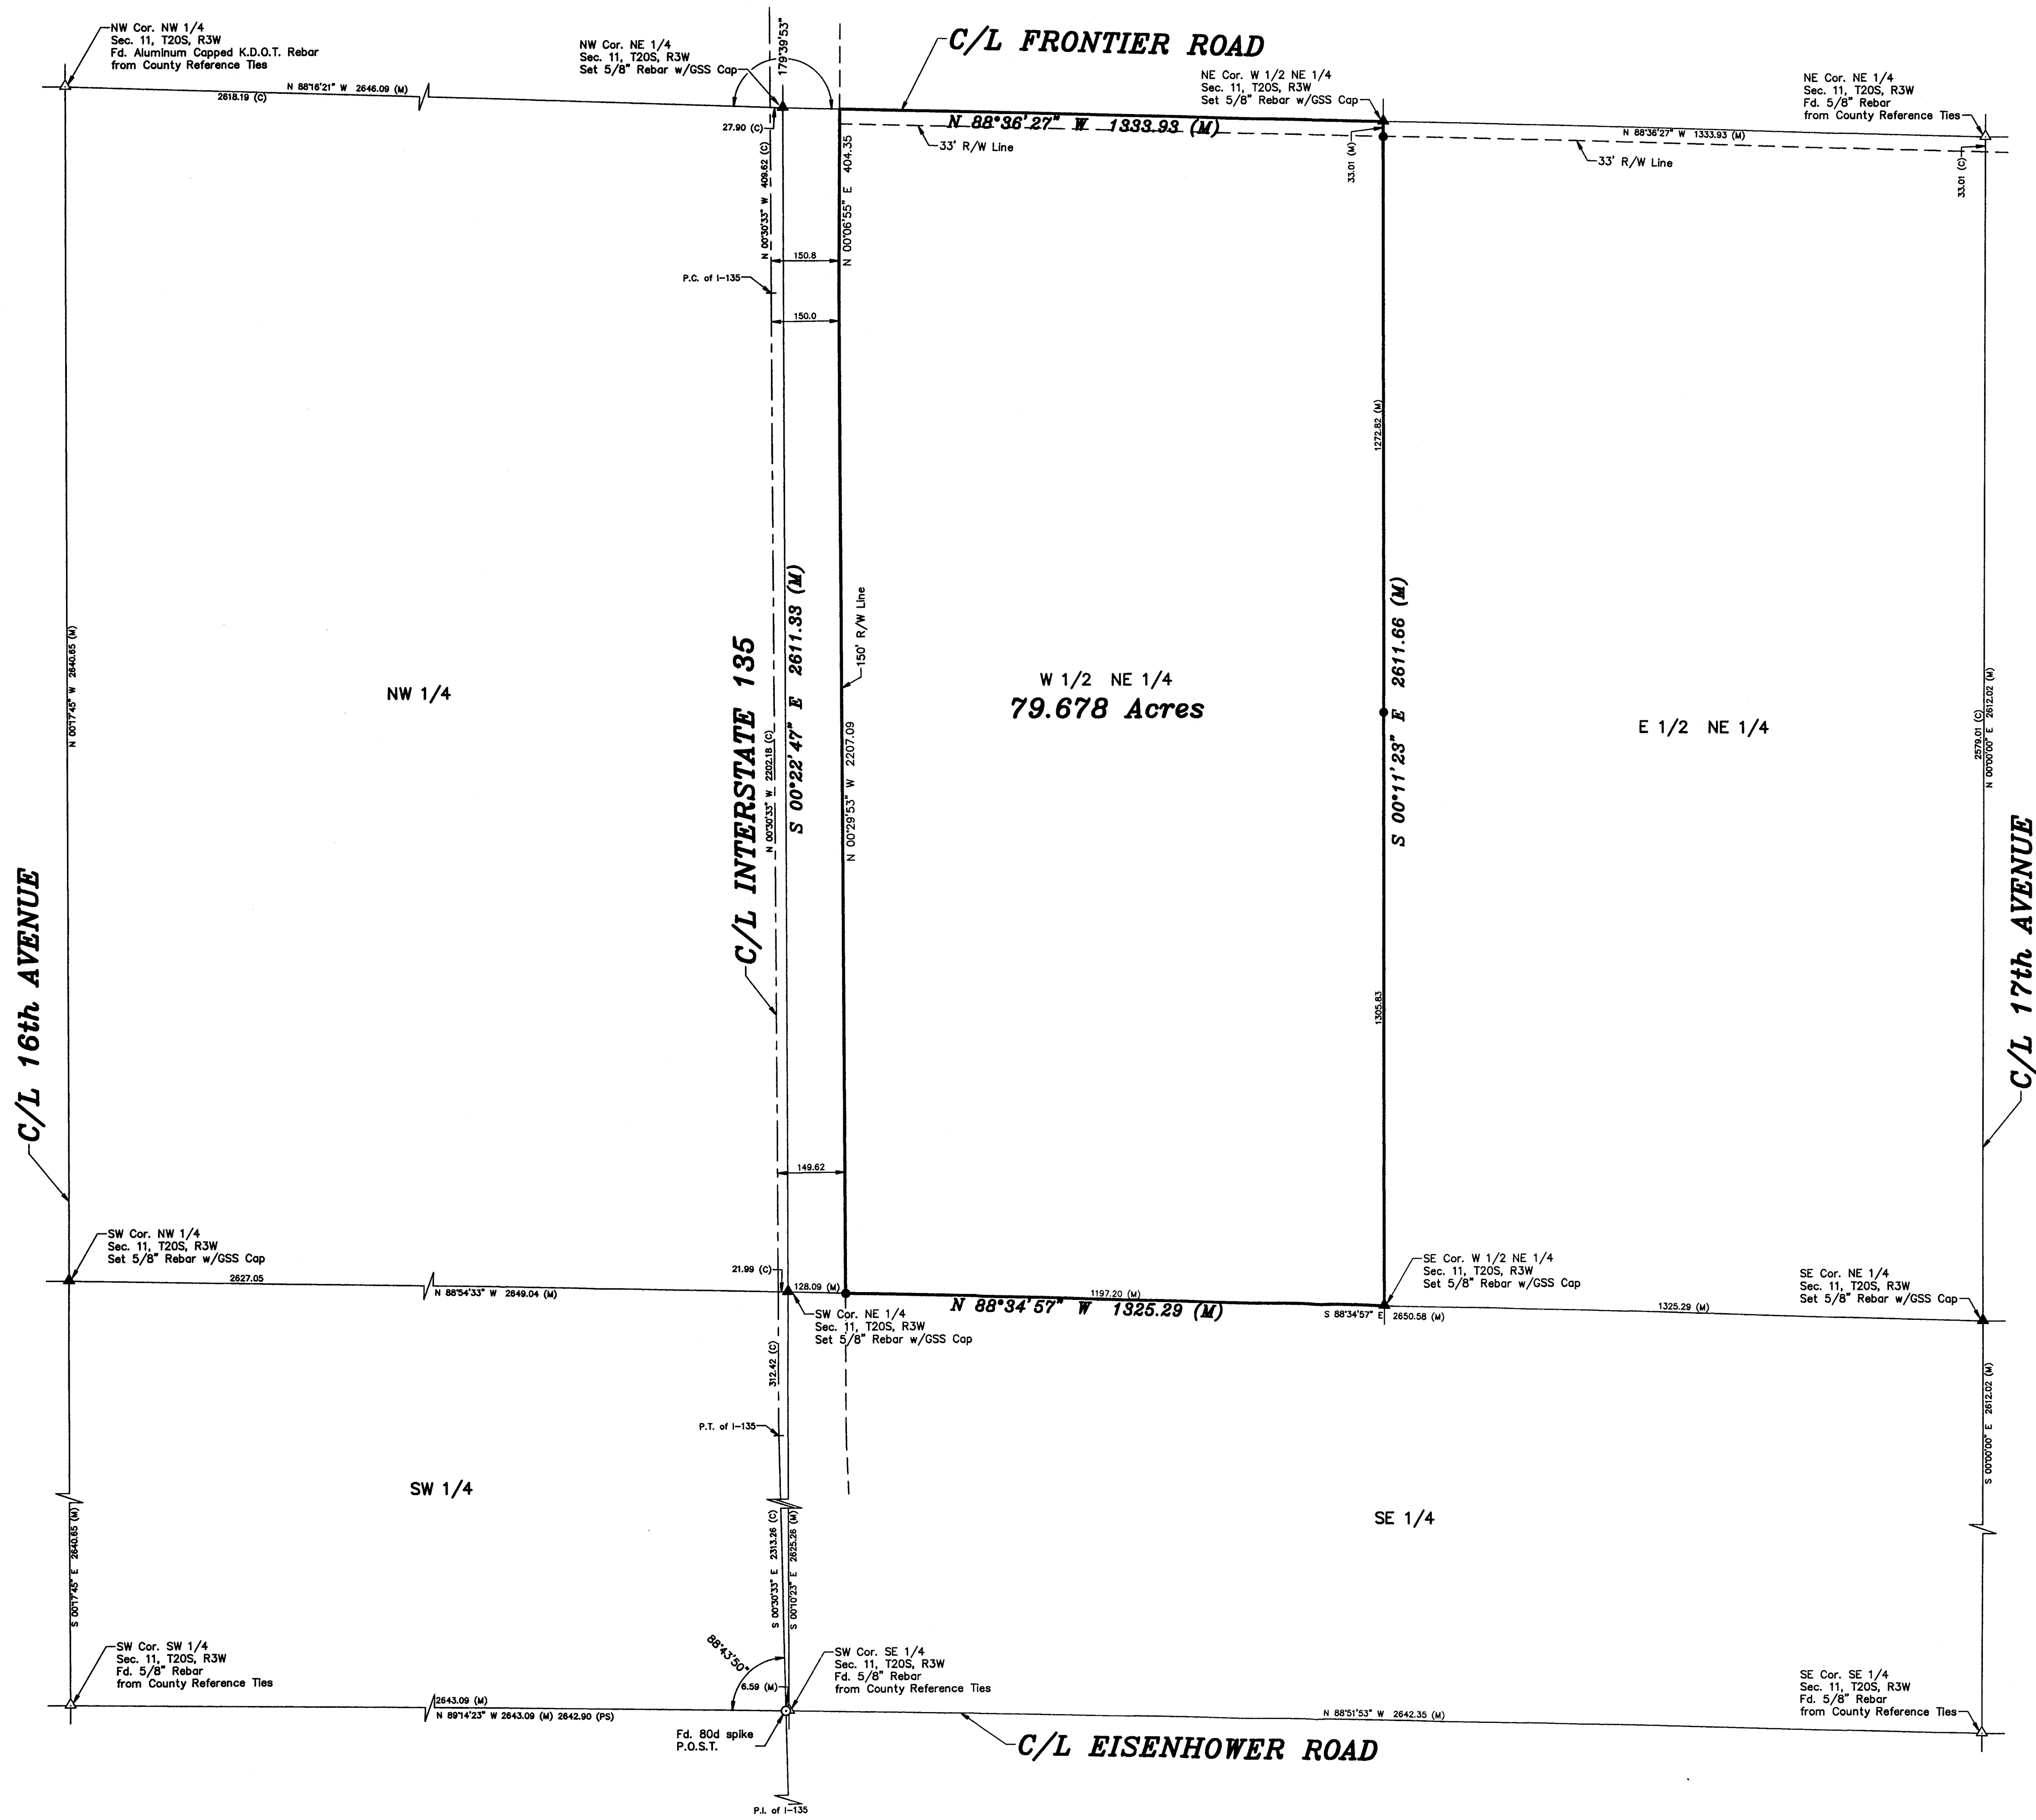 NW Cor. NW 1/4
Sec. 11, T20S, R3W
Fd. Aluminum Capped K.D.O.T. Rebar
from County Reference Ties
NW Cor. NE 1/4
Sec. 11, T20S, R3W
Set 5/8" Rebar w/GSS Cap
179°39'53"
C/L FRONTIER ROAD
NE Cor. W 1/2 NE 1/4
Sec. 11, T20S, R3W
Set 5/8" Rebar w/GSS Cap
NE Cor. NE 1/4
Sec. 11, T20S, R3W
Fd. 5/8" Rebar
from County Reference Ties
N 88°16'21" W 2646.09 (M)
2618.19 (C)
27.90 (C)
N 88°36'27" W 1333.93 (M)
33' R/W Line
33.01 (M)
N 88°36'27" W 1333.93 (M)
33' R/W Line
33.01 (C)
N 00°30'33" W 409.62 (C)
N 00°06'55" E 404.35
150.8
P.C. of I-135
150.0
1272.82 (M)
N 00°17'45" W 2640.65 (M)
NW 1/4
C/L INTERSTATE 135
N 00°30'33" W 2202.18 (C)
S 00°22'47" E 2611.33 (M)
150' R/W Line
N 00°29'53" W 2207.09
W 1/2 NE 1/4
79.678 Acres
S 00°11'23" E 2611.66 (M)
1305.83
E 1/2 NE 1/4
2579.01 (C)
N 00°00'00" E 2612.02 (M)
C/L 16th AVENUE
C/L 17th AVENUE
149.62
SW Cor. NW 1/4
Sec. 11, T20S, R3W
Set 5/8" Rebar w/GSS Cap
2627.05
N 88°54'33" W 2649.04 (M)
21.99 (C)
128.09 (M)
SW Cor. NE 1/4
Sec. 11, T20S, R3W
Set 5/8" Rebar w/GSS Cap
1197.20 (M)
N 88°34'57" W 1325.29 (M)
SE Cor. W 1/2 NE 1/4
Sec. 11, T20S, R3W
Set 5/8" Rebar w/GSS Cap
S 88°34'57" E 2650.58 (M)
1325.29 (M)
SE Cor. NE 1/4
Sec. 11, T20S, R3W
Set 5/8" Rebar w/GSS Cap
312.42 (C)
P.T. of I-135
SW 1/4
SE 1/4
S 00°17'45" E 2640.65 (M)
S 00°30'33" E 2313.26 (C)
S 00°10'23" E 2625.26 (M)
S 00°00'00" E 2612.02 (M)
SW Cor. SW 1/4
Sec. 11, T20S, R3W
Fd. 5/8" Rebar
from County Reference Ties
88°43'50"
6.59 (M)
SW Cor. SE 1/4
Sec. 11, T20S, R3W
Fd. 5/8" Rebar
from County Reference Ties
SE Cor. SE 1/4
Sec. 11, T20S, R3W
Fd. 5/8" Rebar
from County Reference Ties
2643.09 (M)
N 89°14'23" W 2643.09 (M) 2642.90 (PS)
Fd. 80d spike
P.O.S.T.
N 88°51'53" W 2642.35 (M)
C/L EISENHOWER ROAD
P.I. of I-135